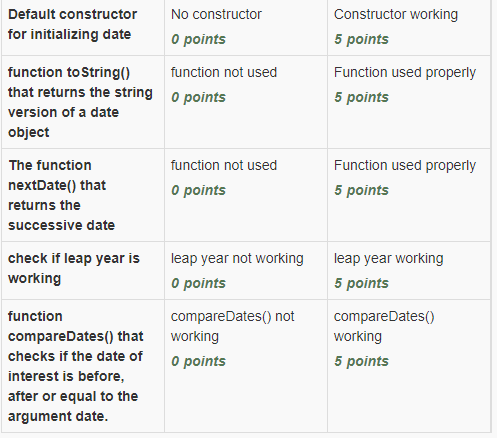 Default constructor
for initializing date
No constructor
0 points
Constructor working
5 points
function toString()
that returns the string
version of a date
object
function not used
0 points
Function used properly
5 points
The function
nextDate() that
returns the
successive date
function not used
0 points
Function used properly
5 points
check if leap year is
working
leap year not working
0 points
leap year working
5 points
function
compareDates() that
checks if the date of
interest is before,
after or equal to the
argument date.
compareDates() not
working
0 points
compareDates()
working
5 points